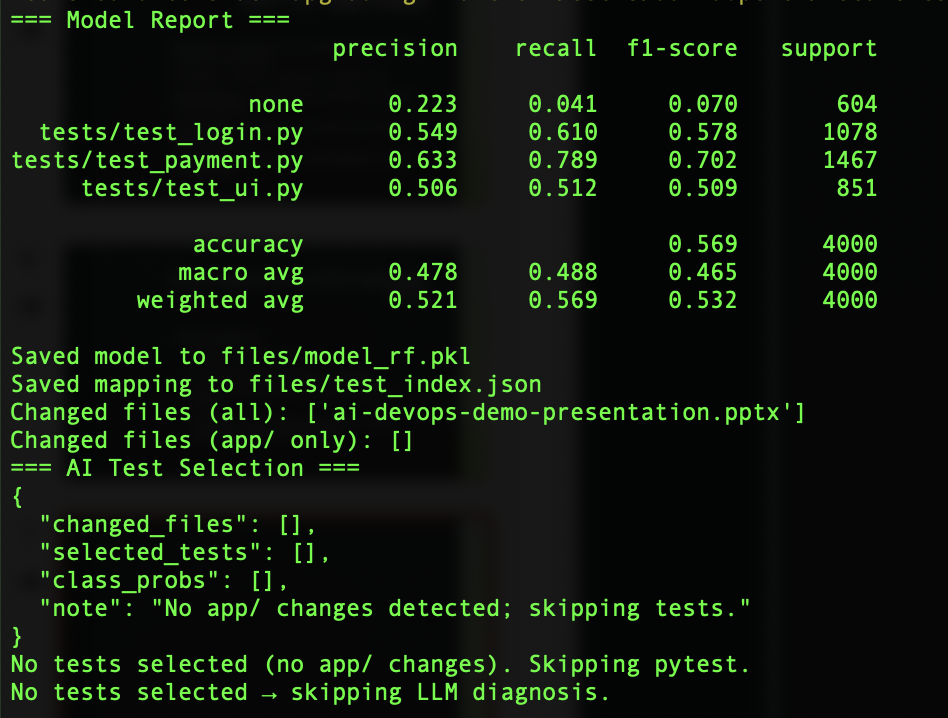 === Model Report ===
precision recall f1-score support
none 0.223 0.041 0.070 604
tests/test_login.py 0.549 0.610 0.578 1078
tests/test_payment.py 0.633 0.789 0.702 1467
tests/test_ui.py 0.506 0.512 0.509 851
accuracy 0.569 4000
macro avg 0.478 0.488 0.465 4000
weighted avg 0.521 0.569 0.532 4000
Saved model to files/model_rf.pkl
Saved mapping to files/test_index.json
Changed files (all): ['ai-devops-demo-presentation.pptx']
Changed files (app/ only): []
=== AI Test Selection ===
{
"changed_files": [],
"selected_tests": [],
"class_probs": [],
"note": "No app/ changes detected; skipping tests."
}
No tests selected (no app/ changes). Skipping pytest.
No tests selected → skipping LLM diagnosis.